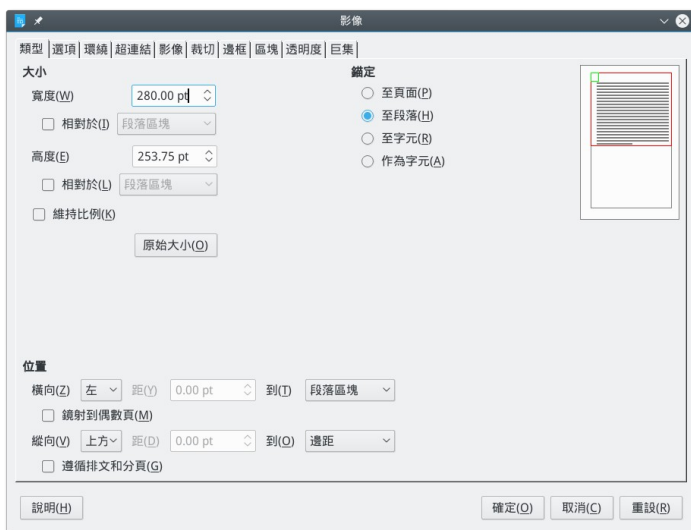 影像
類型 選項 環繞 超連結 影像 裁切 邊框 區塊 透明度 巨集
大小
寬度(W) 280.00 pt
相對於(I) 段落區塊
高度(E) 253.75 pt
相對於(L) 段落區塊
維持比例(K)
原始大小(O)
錨定
至頁面(P)
至段落(H)
至字元(R)
作為字元(A)
位置
橫向(Z) 左 距(Y) 0.00 pt 到(T) 段落區塊
鏡射到偶數頁(M)
縱向(V) 上方 距(D) 0.00 pt 到(O) 邊距
遵循排文和分頁(G)
說明(H) 確定(O) 取消(C) 重設(R)